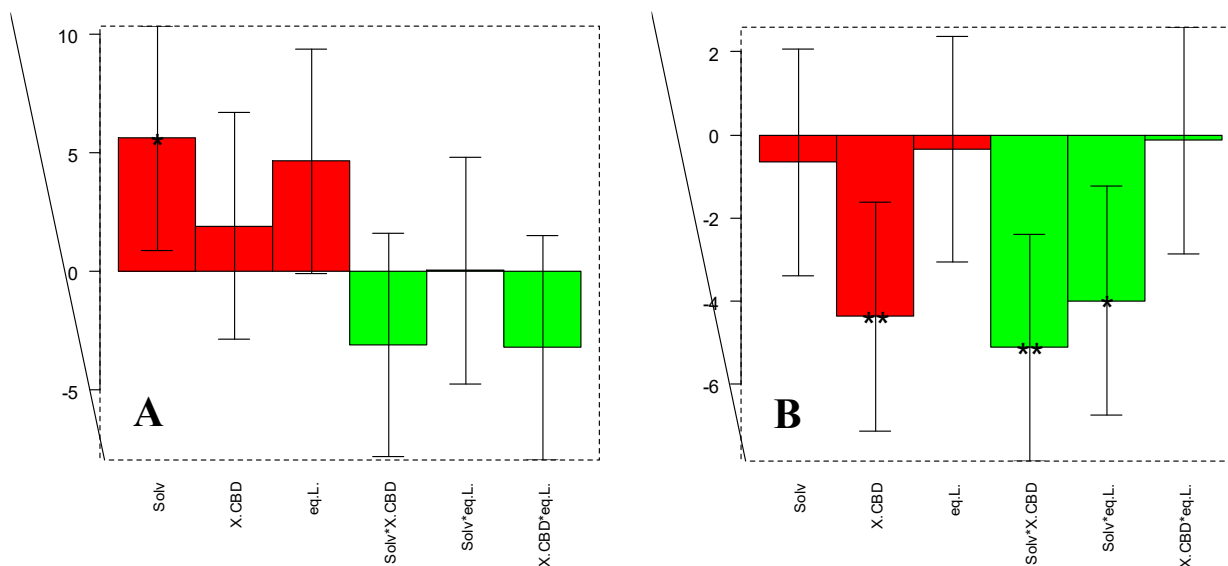 10
5
0
-5
*
A
Solv
X.CBD
eq.L.
Solv*X.CBD
Solv*eq.L.
X.CBD*eq.L.
2
0
-2
-4
-6
**
**
*
B
Solv
X.CBD
eq.L.
Solv*X.CBD
Solv*eq.L.
X.CBD*eq.L.